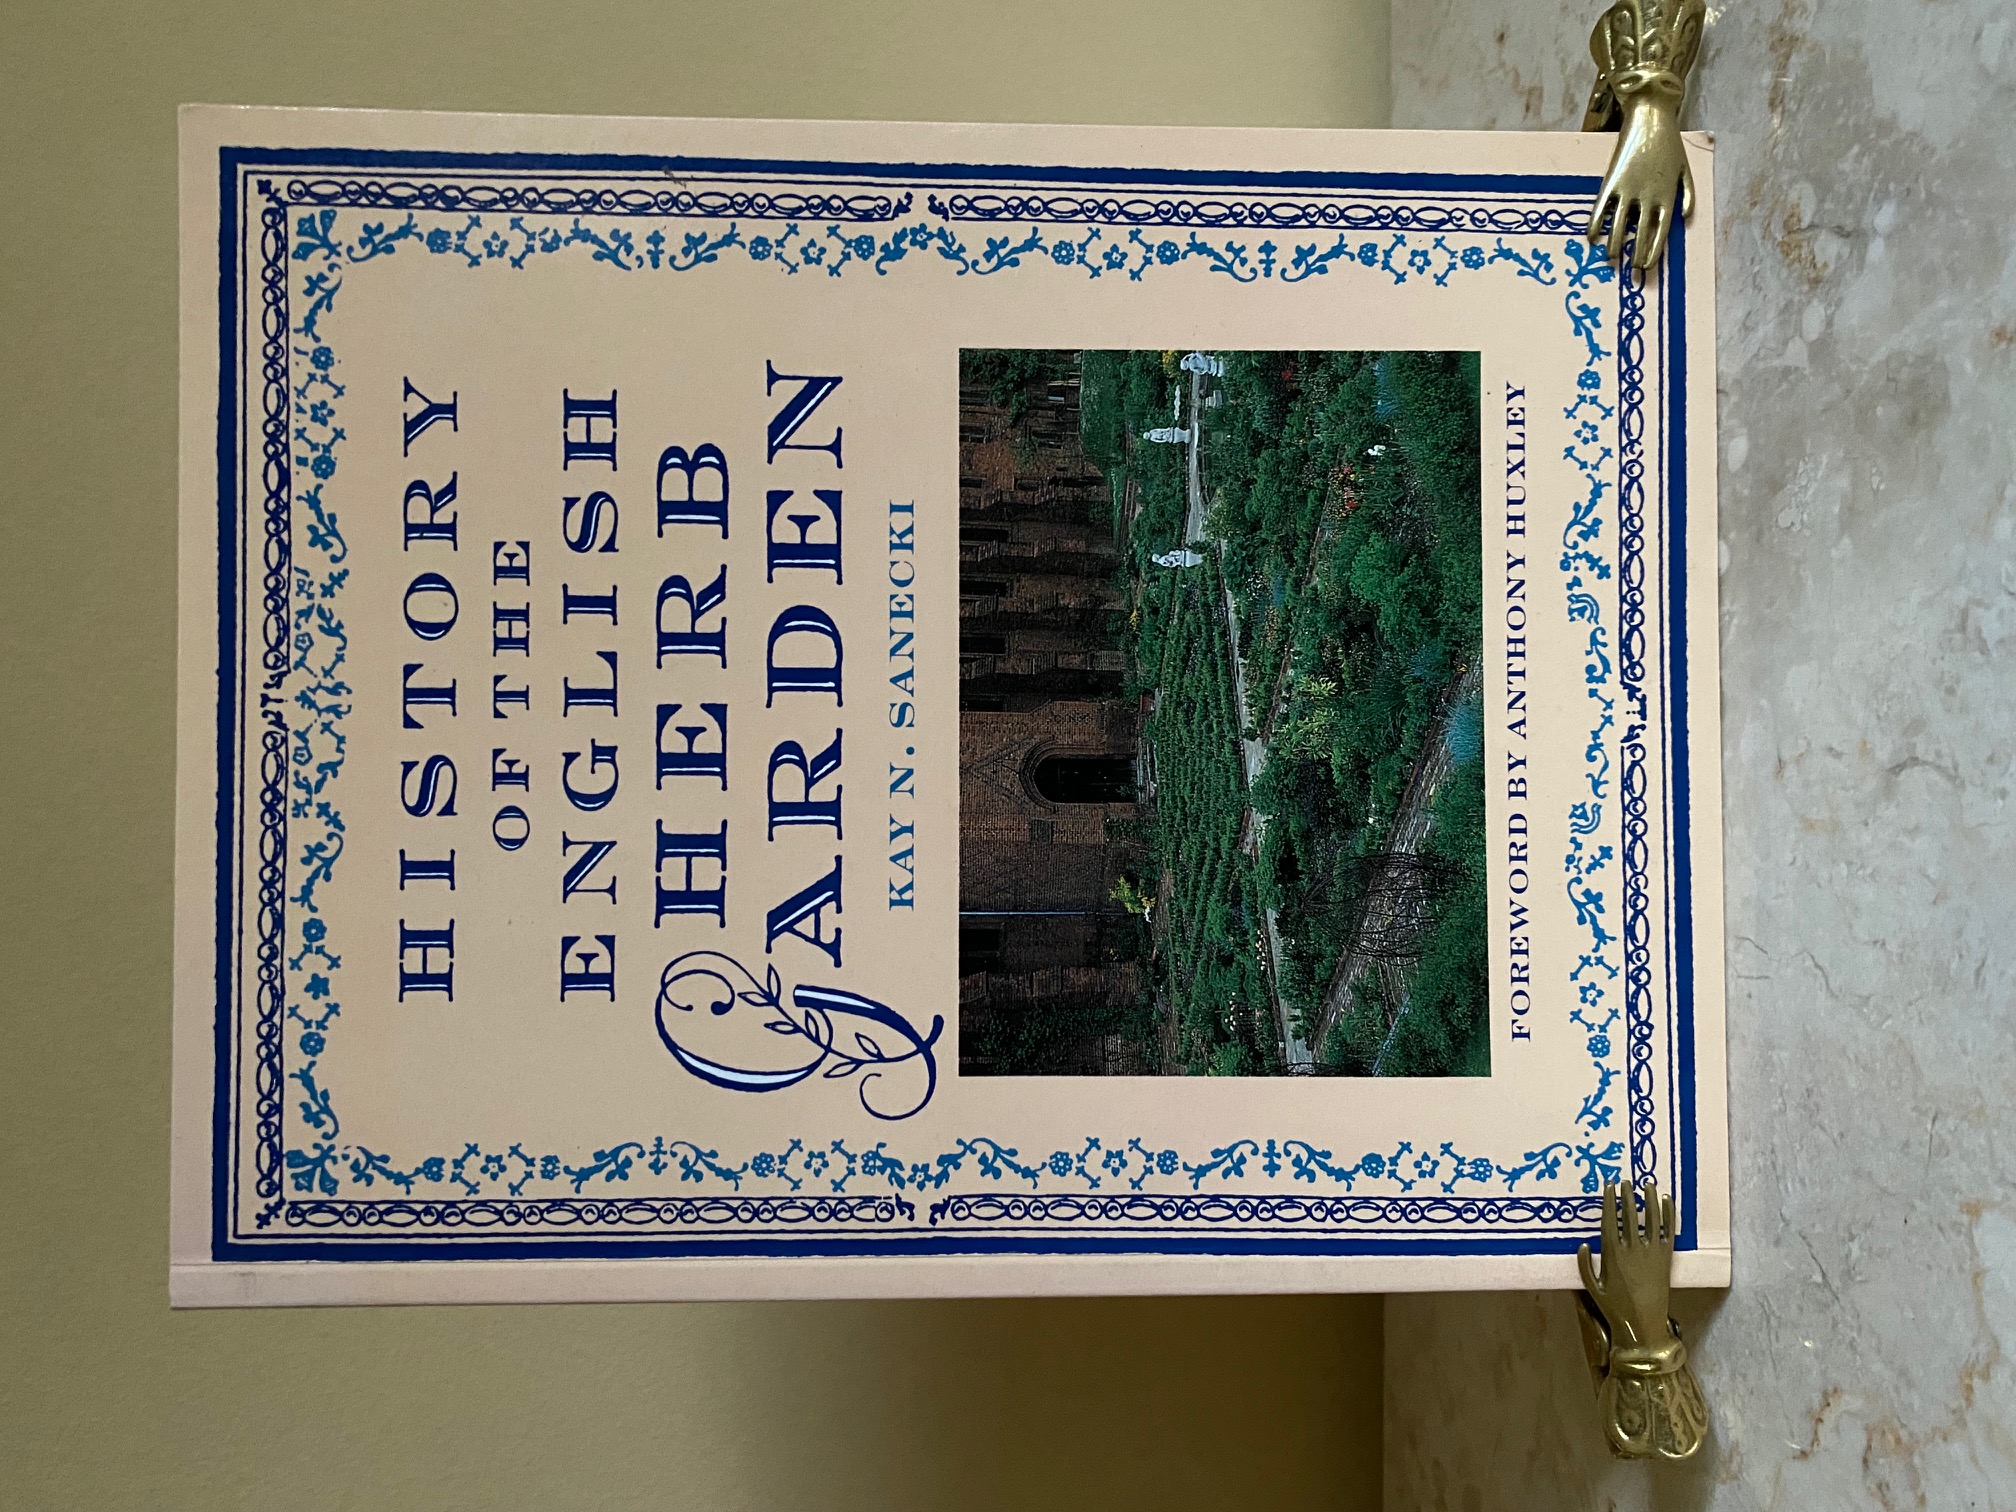 HISTORY
OF THE
ENGLISH
HERB
GARDEN
KAY N. SANECKI
FOREWORD BY ANTHONY HUXLEY